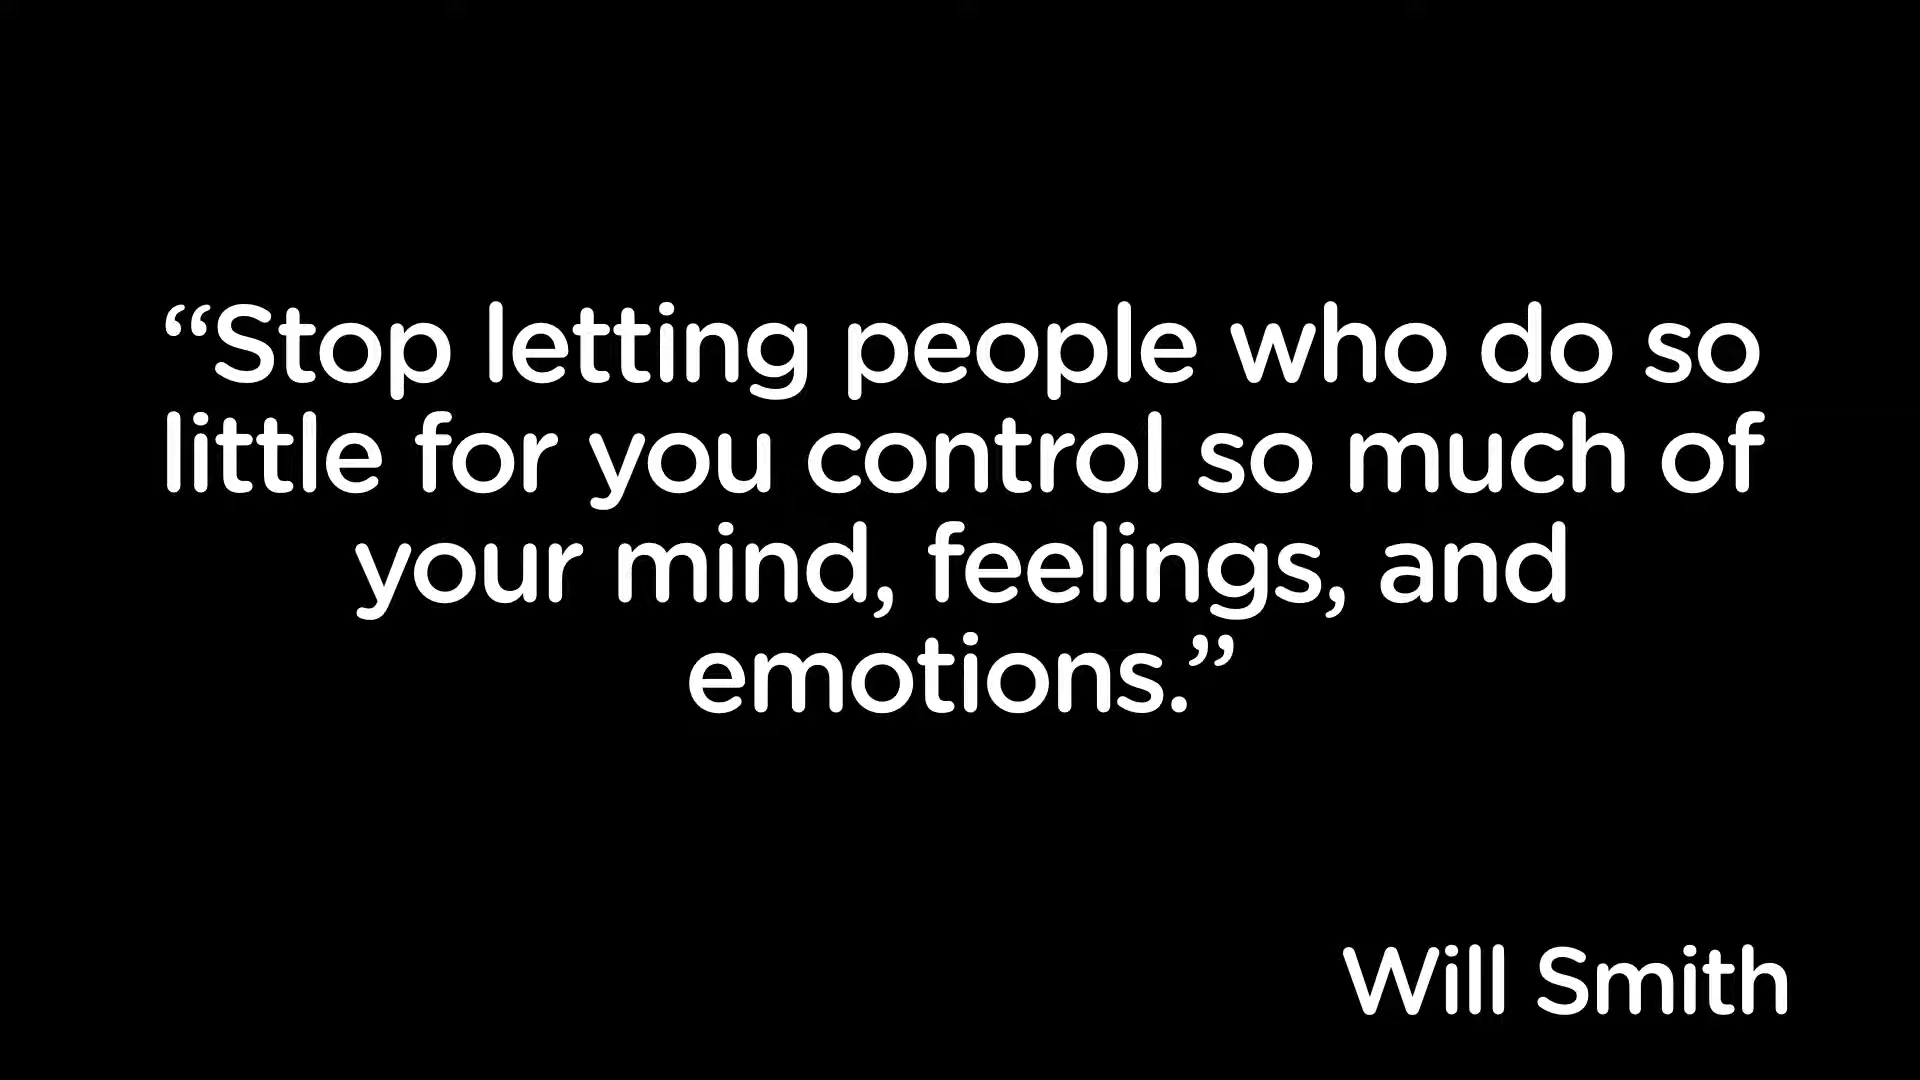 “Stop letting people who do so
little for you control so much of
your mind, feelings, and
emotions.”
Will Smith